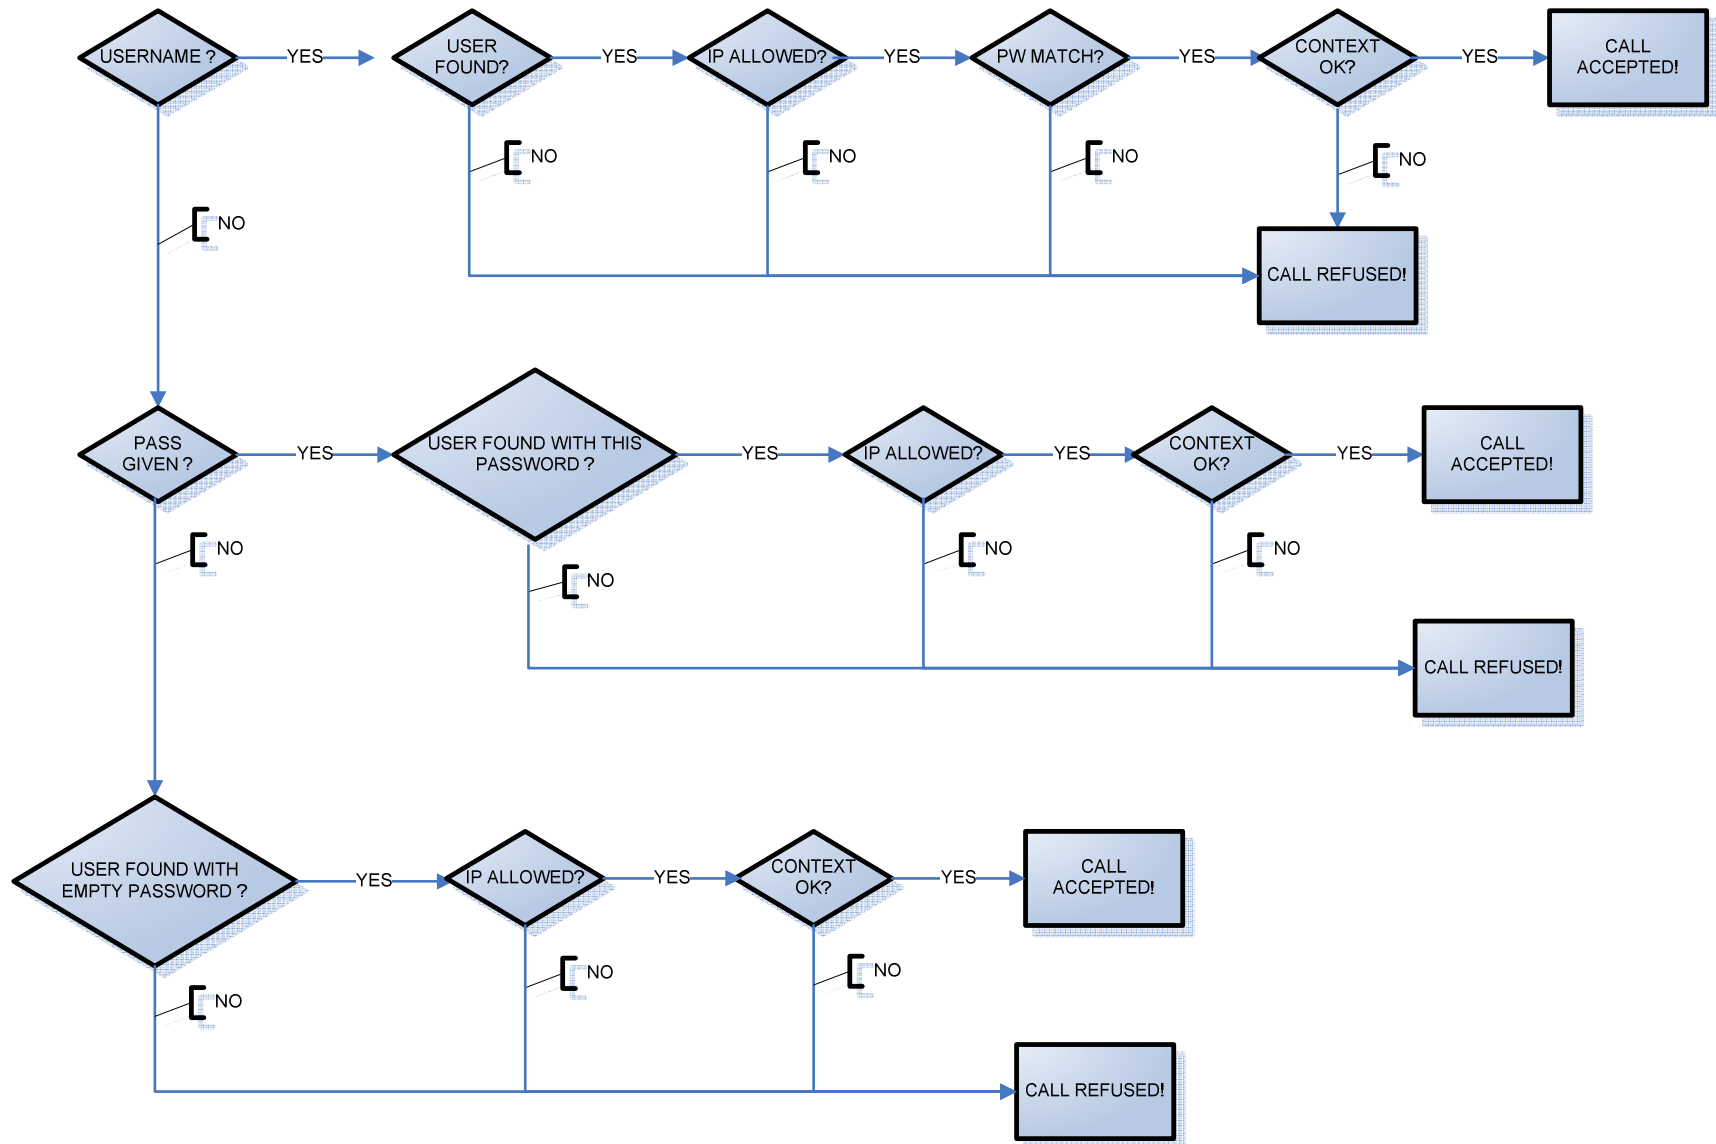 USERNAME ?
YES
USER
FOUND?
YES
IP ALLOWED?
YES
PW MATCH?
YES
CONTEXT
OK?
YES
CALL
ACCEPTED!
NO
NO
NO
NO
NO
CALL REFUSED!
PASS
GIVEN ?
YES
USER FOUND WITH THIS
PASSWORD ?
YES
IP ALLOWED?
YES
CONTEXT
OK?
YES
CALL
ACCEPTED!
NO
NO
NO
NO
CALL REFUSED!
USER FOUND WITH
EMPTY PASSWORD ?
YES
IP ALLOWED?
YES
CONTEXT
OK?
YES
CALL
ACCEPTED!
NO
NO
NO
CALL REFUSED!